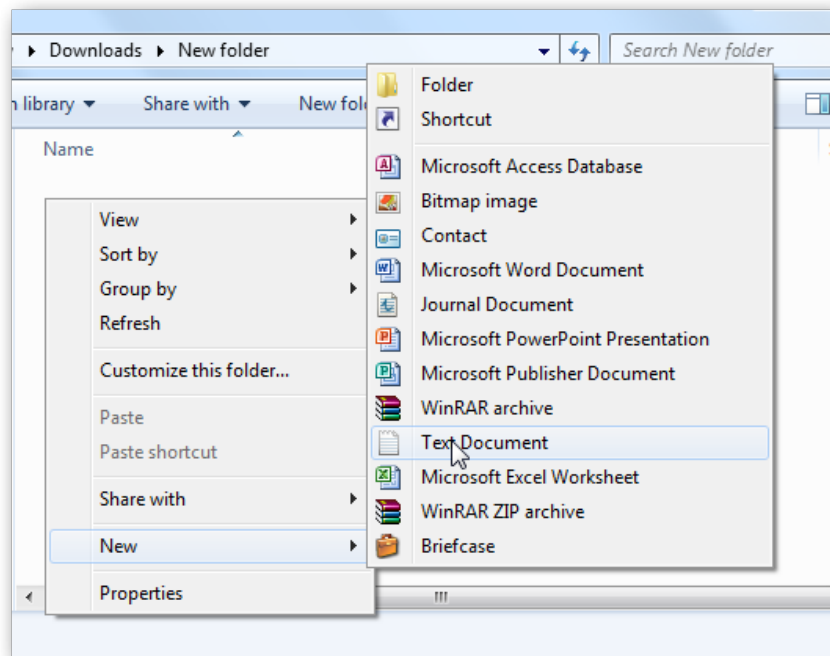 Downloads New folder
Search New folder
library Share with New fol
Name
View
Sort by
Group by
Refresh
Customize this folder...
Paste
Paste shortcut
Share with
New
Properties
Folder
Shortcut
Microsoft Access Database
Bitmap image
Contact
Microsoft Word Document
Journal Document
Microsoft PowerPoint Presentation
Microsoft Publisher Document
WinRAR archive
Text Document
Microsoft Excel Worksheet
WinRAR ZIP archive
Briefcase